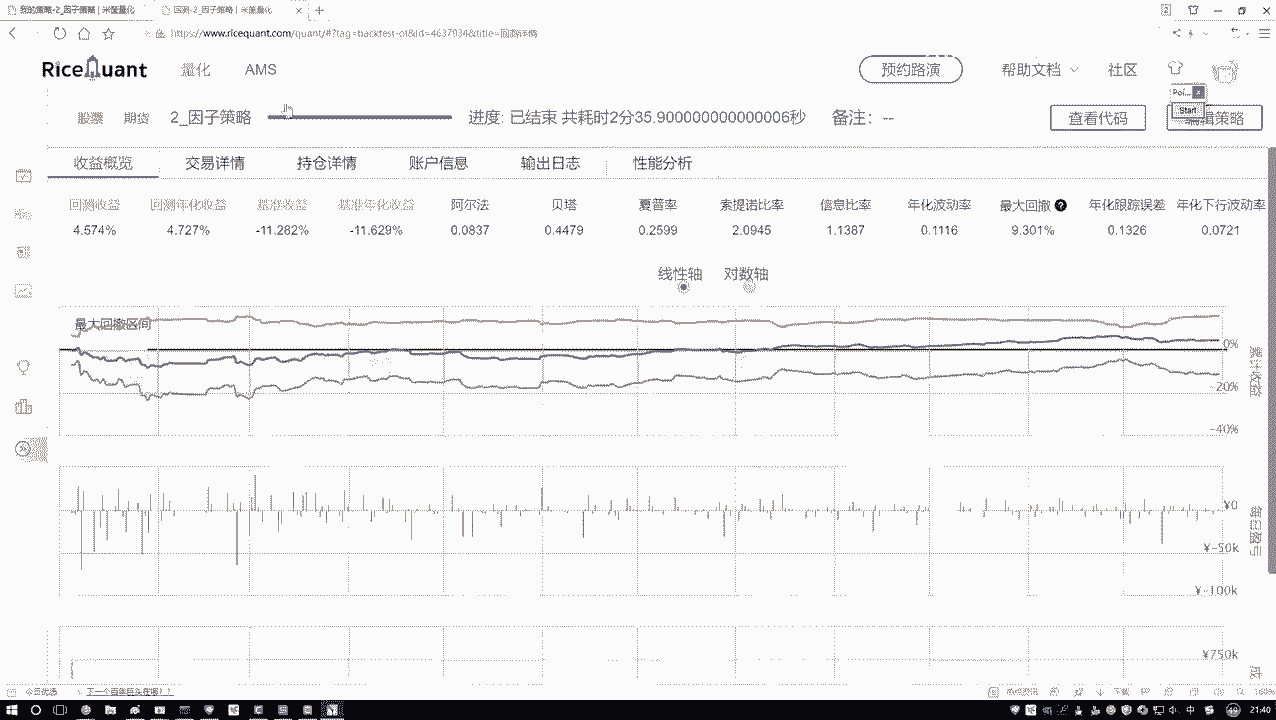 我的策略-2_因子策略 | 米筐量化
回测-2_因子策略 | 米筐量化
https://www.ricequant.com/quant/#?tag=backtest-
RiceQuant 量化 AMS 预约路演 帮助文档 社区
股票 期货 2_因子策略 进度: 已结束 共耗时2分35.900000000000006秒 备注: -- 查看代码 编辑策略
Start
收益概览 交易详情 持仓详情 账户信息 输出日志 性能分析
回测收益 回测年化收益 基准收益 基准年化收益 阿尔法 贝塔 夏普率 索提诺比率 信息比率 年化波动率 最大回撤 年化跟踪误差 年化下行波动率
4.574% 4.727% -11.282% -11.629% 0.0837 0.4479 0.2599 2.0945 1.1387 0.1116 9.301% 0.1326 0.0721
线性轴 对数轴
最大回撤区间
0%
-20%
-40%
累计收益
¥0
¥-50k
¥-100k
每日盈亏
¥750k
今日优选
21:40